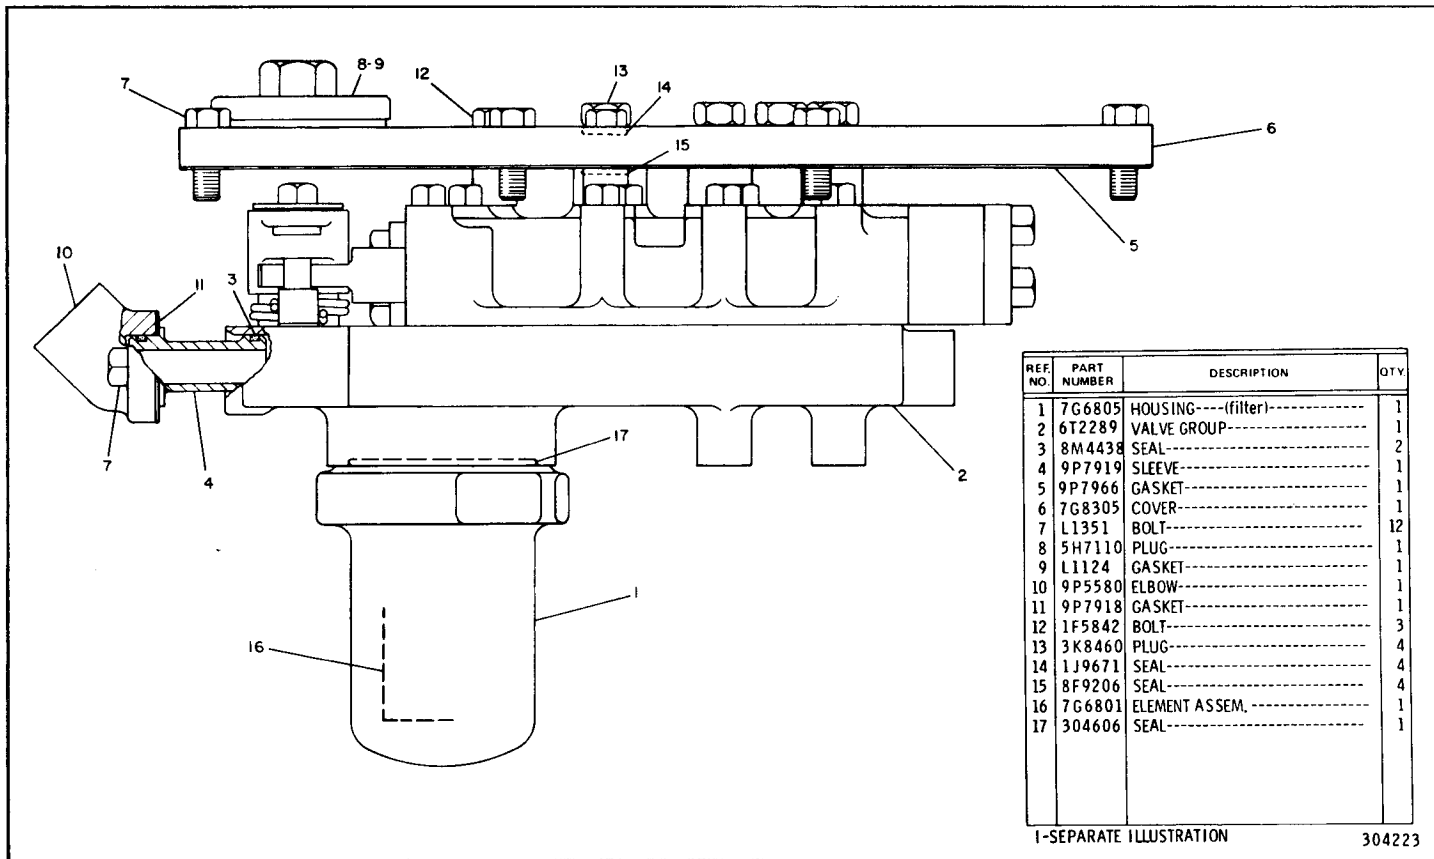 7
8-9
12
13
14
6
15
5
10
11
3
17
7
4
2
1
16
REF. NO. PART NUMBER DESCRIPTION QTY.
1 7G6805 HOUSING----(filter)------------- 1
2 6T2289 VALVE GROUP------------------- 1
3 8M4438 SEAL---------------------------- 2
4 9P7919 SLEEVE-------------------------- 1
5 9P7966 GASKET------------------------- 1
6 7G8305 COVER-------------------------- 1
7 L1351 BOLT---------------------------- 12
8 5H7110 PLUG--------------------------- 1
9 L1124 GASKET------------------------- 1
10 9P5580 ELBOW------------------------- 1
11 9P7918 GASKET------------------------- 1
12 1F5842 BOLT--------------------------- 3
13 3K8460 PLUG--------------------------- 4
14 1J9671 SEAL---------------------------- 4
15 8F9206 SEAL---------------------------- 4
16 7G6801 ELEMENT ASSEM. --------------- 1
17 304606 SEAL---------------------------- 1
1-SEPARATE ILLUSTRATION 304223